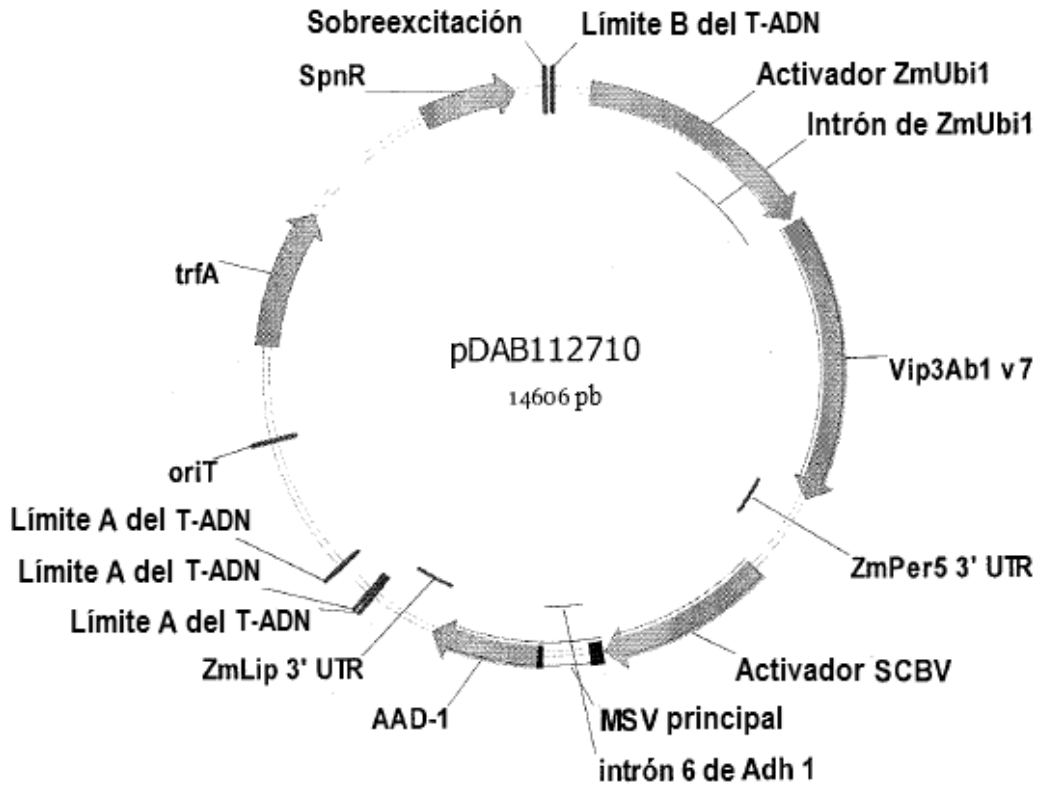 Sobreexcitación
Límite B del T-ADN
SpnR
Activador ZmUbi1
Intrón de ZmUbi1
trfA
pDAB112710
14606 pb
Vip3Ab1 v7
oriT
Límite A del T-ADN
ZmPer5 3' UTR
Límite A del T-ADN
Límite A del T-ADN
ZmLip 3' UTR
Activador SCBV
AAD-1
MSV principal
intrón 6 de Adh 1